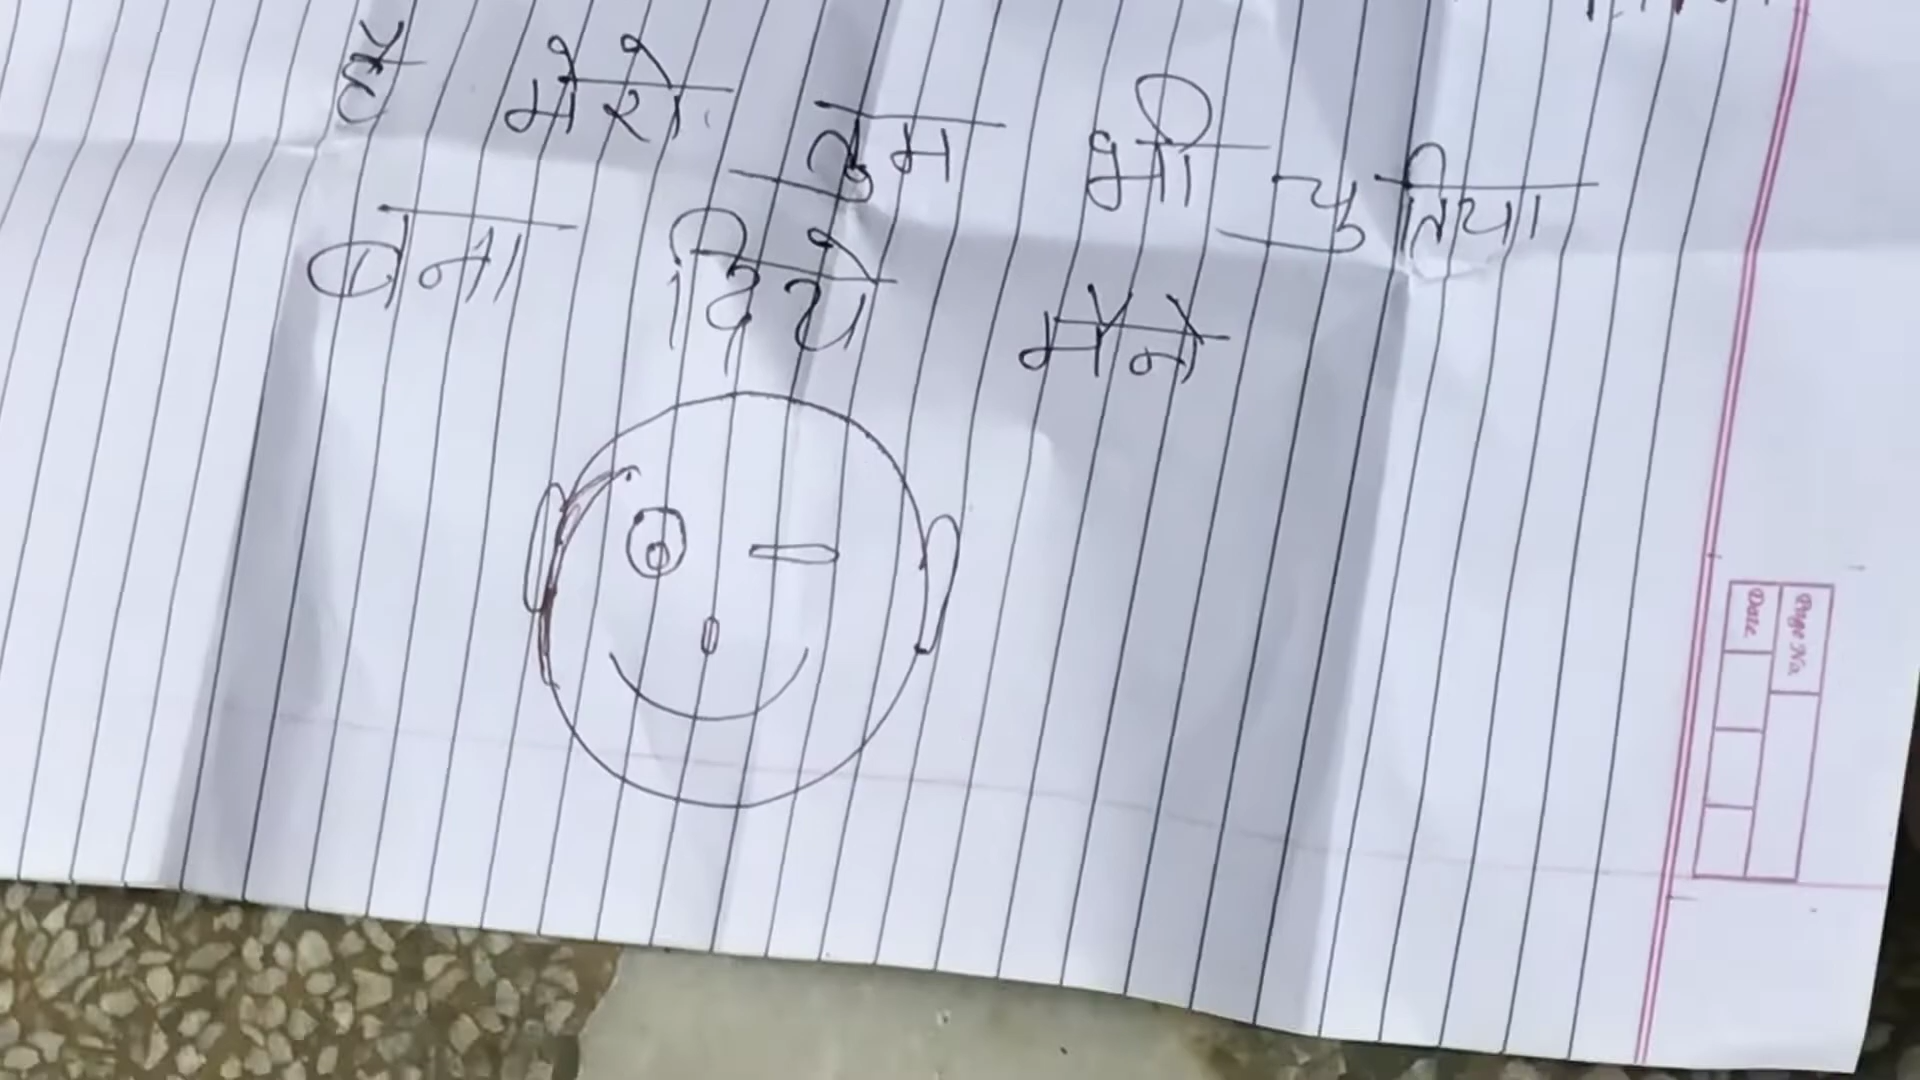 मेरे तुम भी चुतिया
बना दिये मैने
Page No.
Date